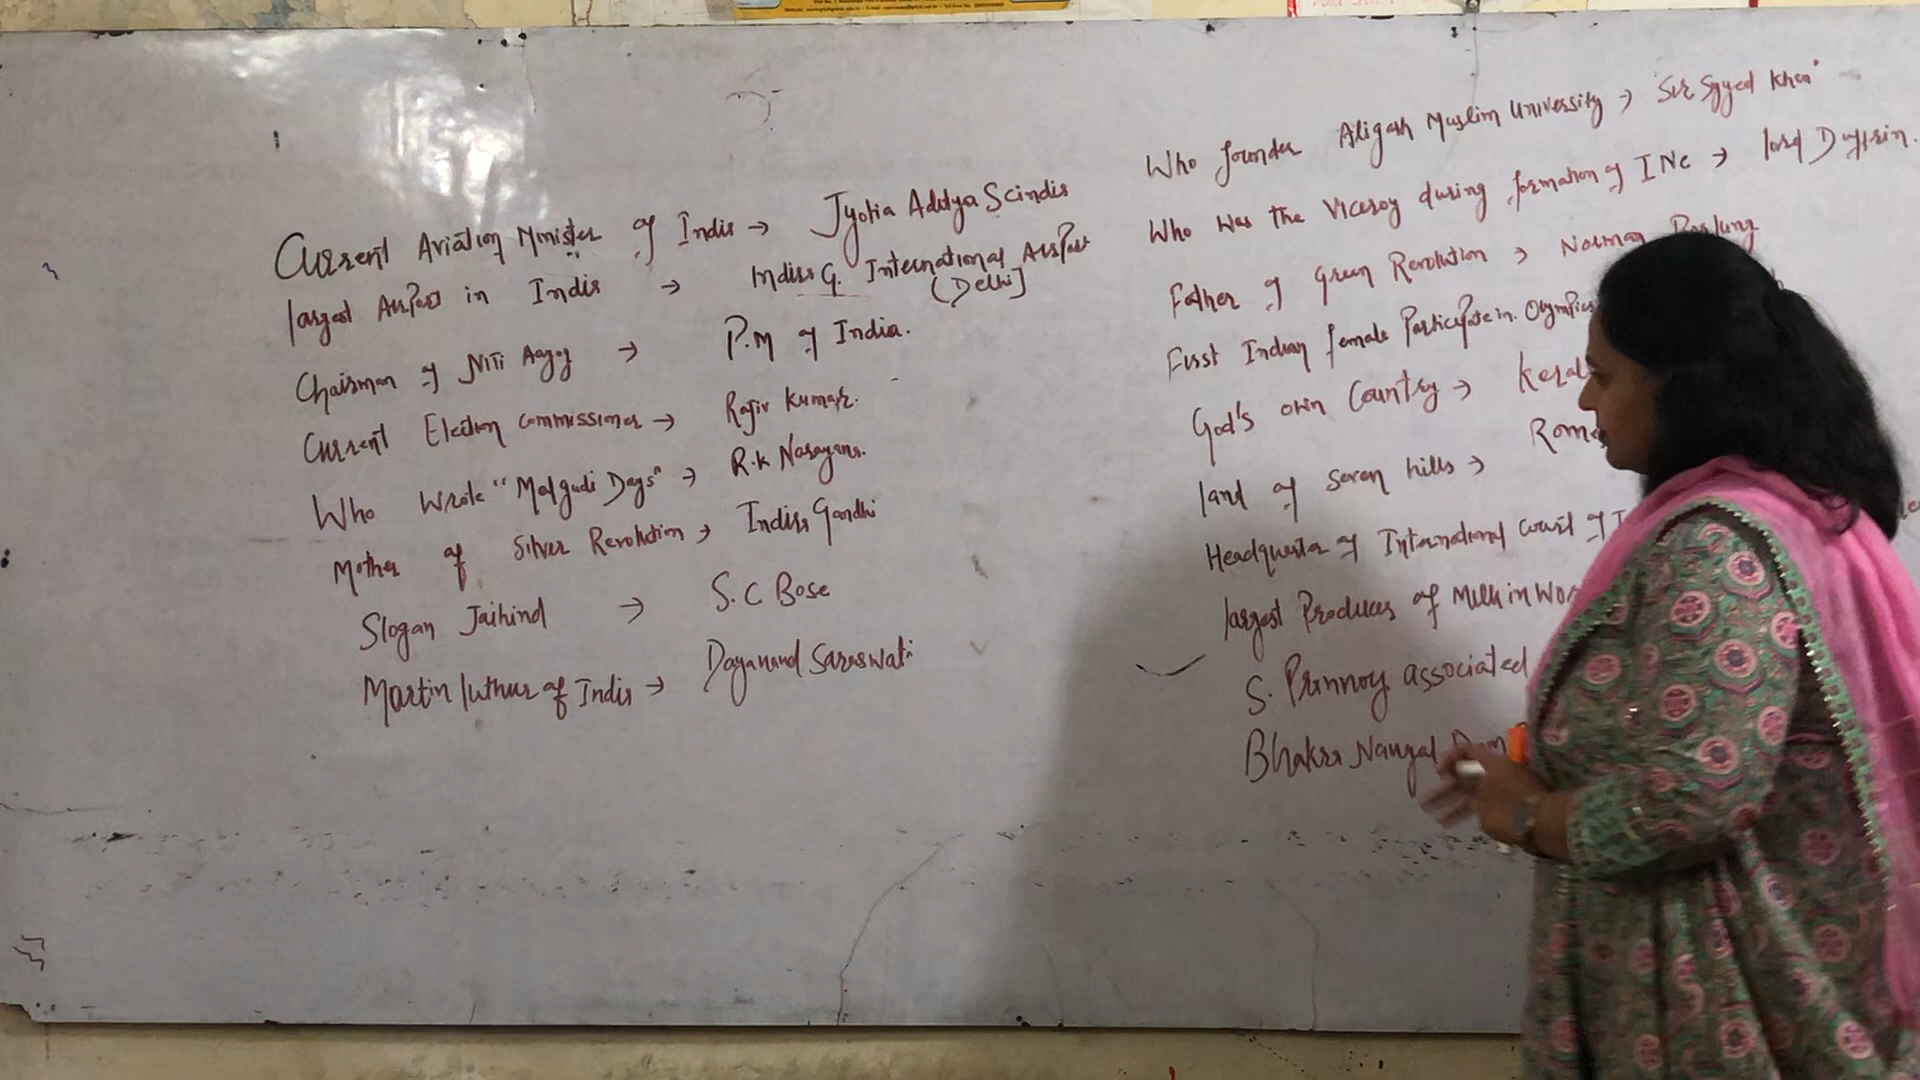 Current Aviation Minister of India → Jyotia Aditya Scindia
largest AirPort in India → Indira G. International AirPort
(Delhi)
Chairman of NITI Aayog → P.M of India.
Current Election Commissioner → Rajiv Kumar.
Who Wrote "Malgudi Days" → R.K Narayana.
Mother of Silver Revolution → Indira Gandhi
Slogan Jaihind → S.C Bose
Martin luthur of India → Dayanand Saraswati
Who founder Aligarh Muslim University → Sir Syyed Khan
Who Was the Viceroy during formation of INC → lord Duffrin.
Father of Green Revolution → Norman
First Indian female Participate in Olympics
God's own Country → Keral
land of seven hills → Rome
Headquarter of International Court of
largest Producer of Milk in
S. Prannoy associated
Bhakra Nangal Dam